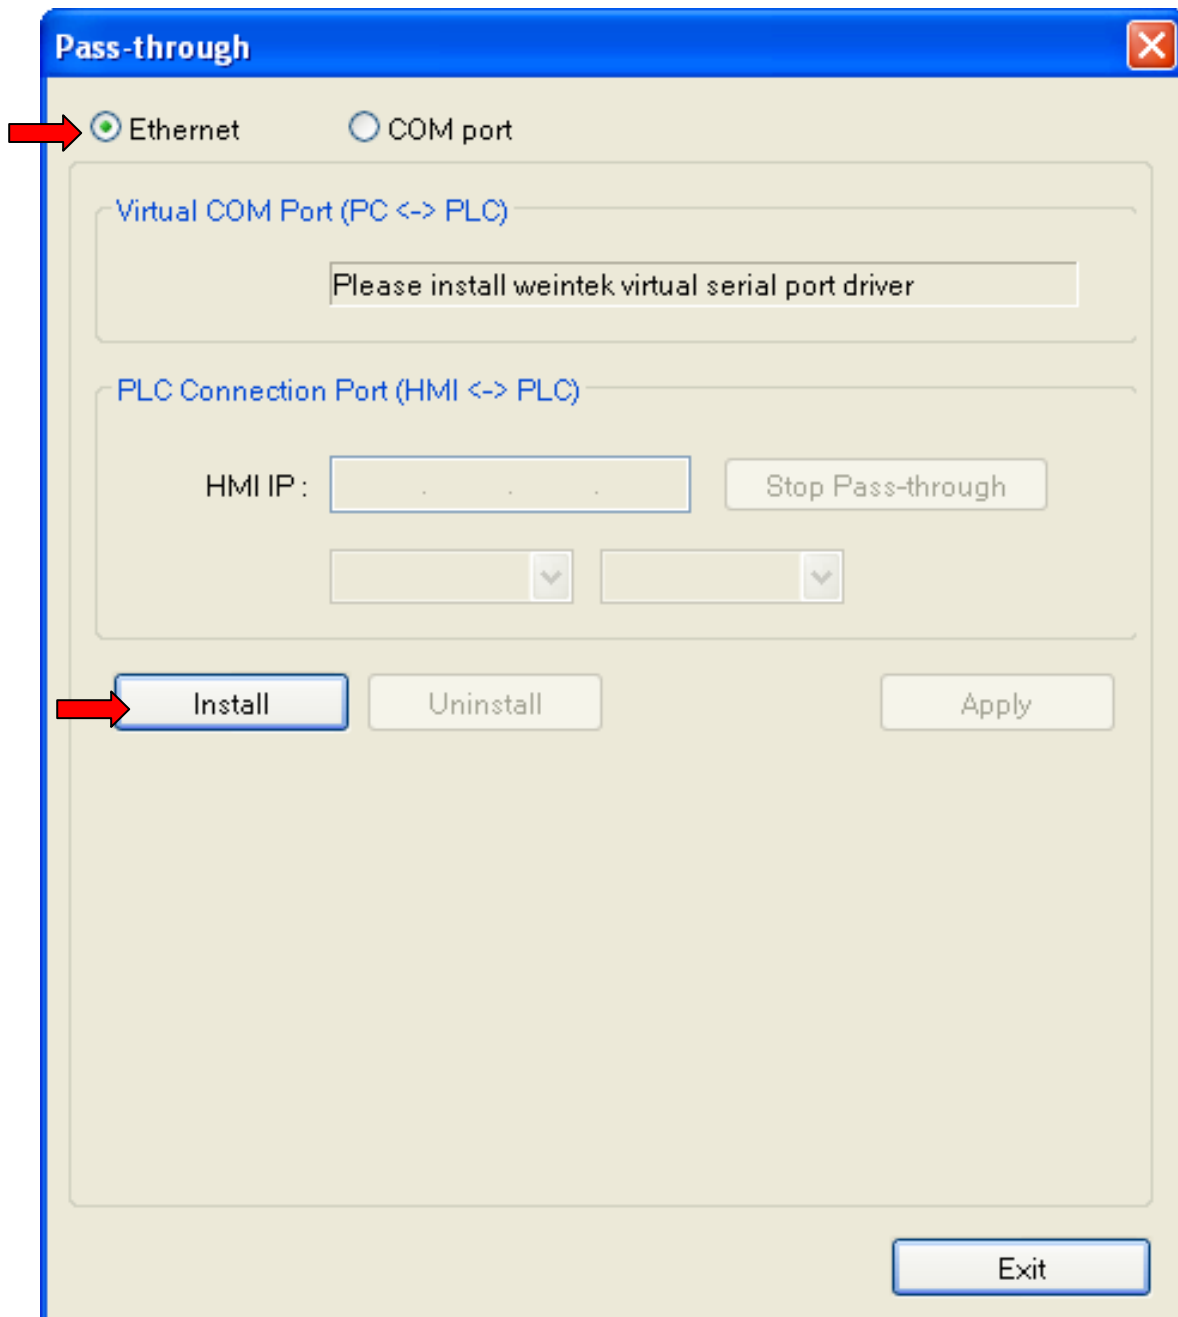 Pass-through
Ethernet COM port
Virtual COM Port (PC <-> PLC)
Please install weintek virtual serial port driver
PLC Connection Port (HMI <-> PLC)
HMI IP : . . . Stop Pass-through
Install Uninstall Apply
Exit